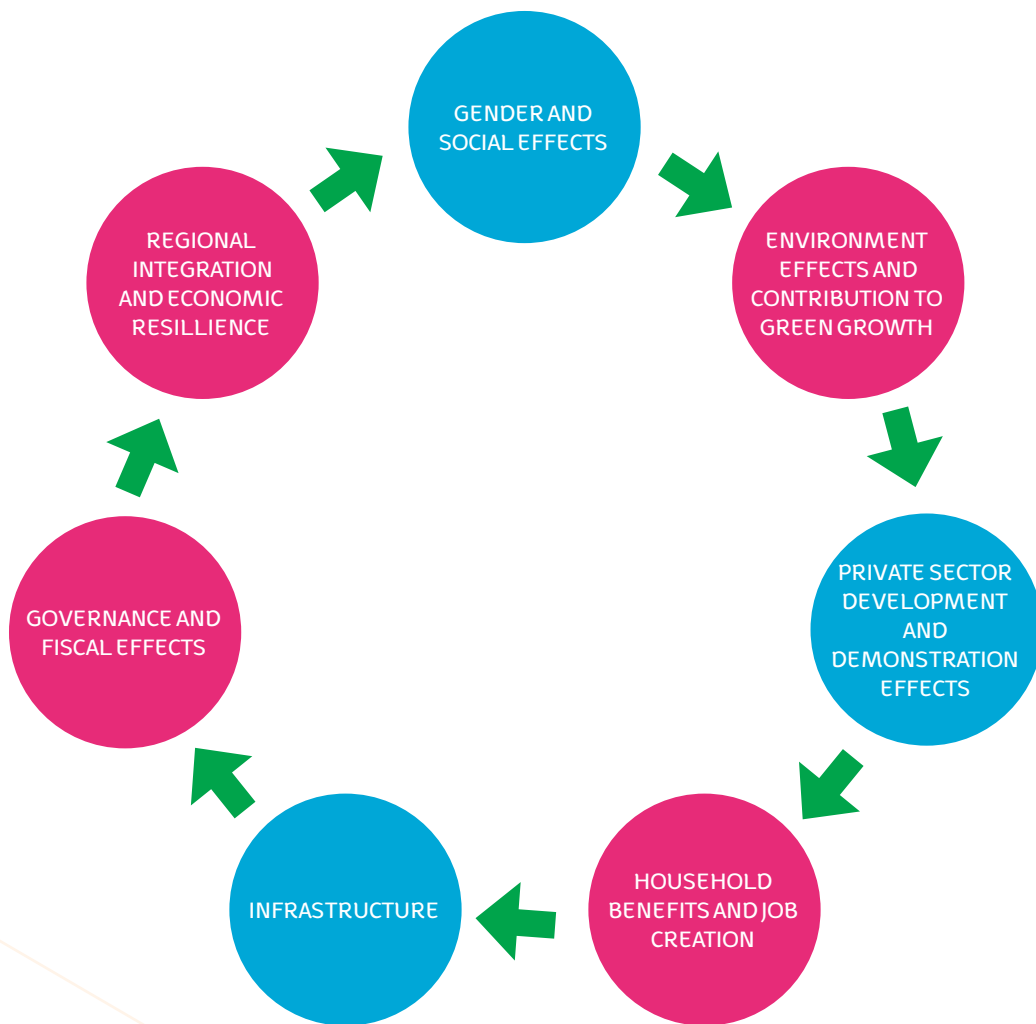 GENDER AND
SOCIAL EFFECTS
ENVIRONMENT
EFFECTS AND
CONTRIBUTION TO
GREEN GROWTH
PRIVATE SECTOR
DEVELOPMENT
AND
DEMONSTRATION
EFFECTS
HOUSEHOLD
BENEFITS AND JOB
CREATION
INFRASTRUCTURE
GOVERNANCE AND
FISCAL EFFECTS
REGIONAL
INTEGRATION
AND ECONOMIC
RESILLIENCE